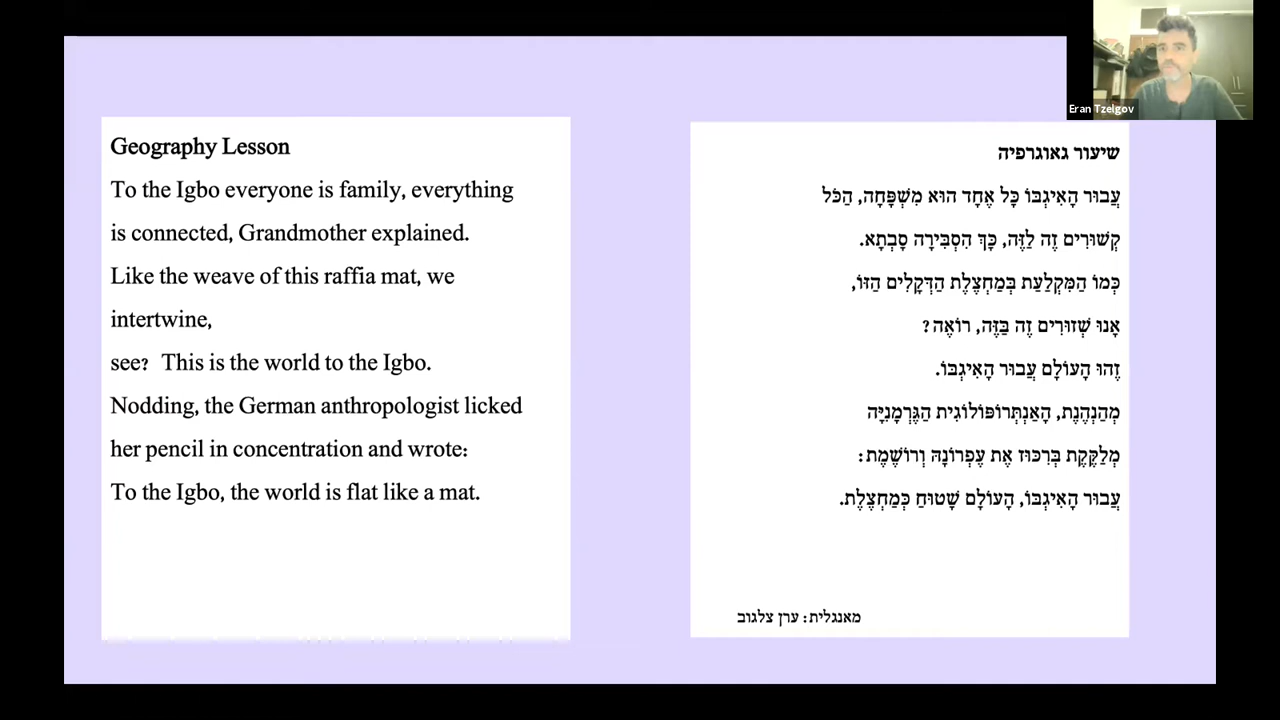 Geography Lesson
To the Igbo everyone is family, everything
is connected, Grandmother explained.
Like the weave of this raffia mat, we
intertwine,
see?  This is the world to the Igbo.
Nodding, the German anthropologist licked
her pencil in concentration and wrote:
To the Igbo, the world is flat like a mat.
שיעור גאוגרפיה
עֲבוּר הָאִיגְבּוֹ כָּל אֶחָד הוּא מִשְׁפָּחָה, הַכֹּל
קְשׁוּרִים זֶה לַזֶּה, כָּךְ הִסְבִּירָה סָבְתָא.
כְּמוֹ הַמִּקְלַעַת בְּמַחְצֶלֶת הַדְּקָלִים הַזּוֹ,
אָנוּ שְׁזוּרִים זֶה בַּזֶּה, רוֹאֶה?
זֶהוּ הָעוֹלָם עֲבוּר הָאִיגְבּוֹ.
מְהַנְהֶנֶת, הָאַנְתְּרוֹפּוֹלוֹגִית הַגֶּרְמָנִיָּה
מְלַקֶּקֶת בְּרִכּוּז אֶת עֶפְרוֹנָהּ וְרוֹשֶׁמֶת:
עֲבוּר הָאִיגְבּוֹ, הָעוֹלָם שָׁטוּחַ כְּמַחְצֶלֶת.
מאנגלית: ערן צלגוב
Eran Tzelgov